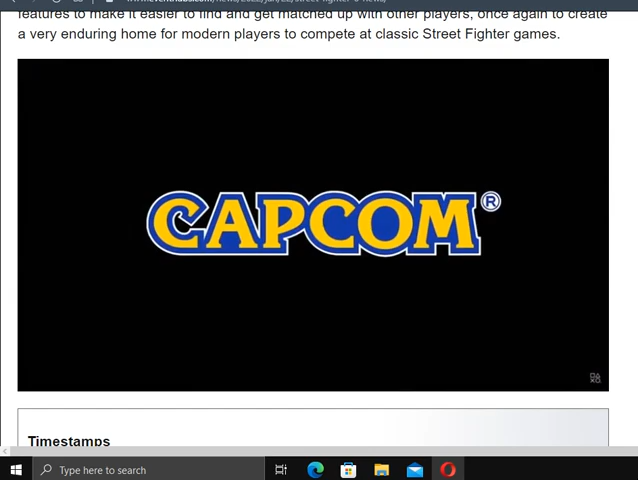 features to make it easier to find and get matched up with other players, once again to create
a very enduring home for modern players to compete at classic Street Fighter games.
CAPCOM®
Timestamps
Type here to search